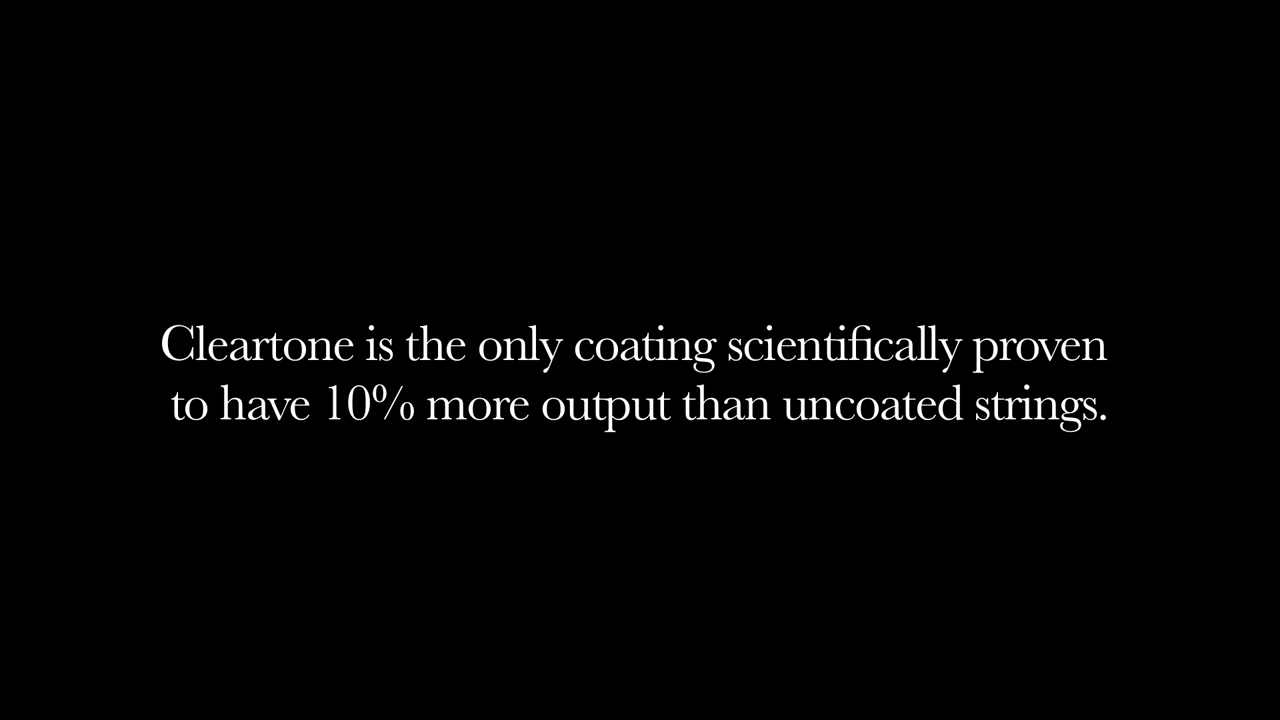 Cleartone is the only coating scientifically proven
to have 10% more output than uncoated strings.